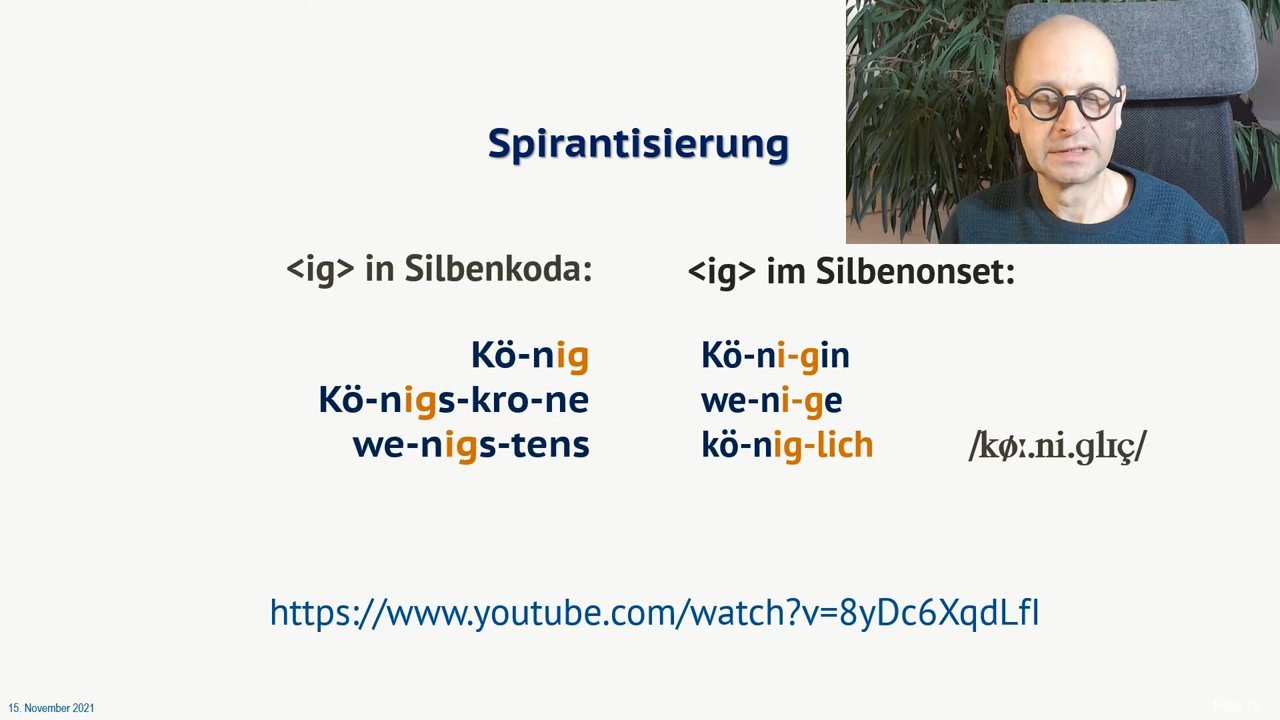 Spirantisierung
<ig> in Silbenkoda:
Kö-nig
Kö-nigs-kro-ne
we-nigs-tens
<ig> im Silbenonset:
Kö-ni-gin
we-ni-ge
kö-nig-lich
/køː.ni.glɪç/
https://www.youtube.com/watch?v=8yDc6XqdLfI
15. November 2021